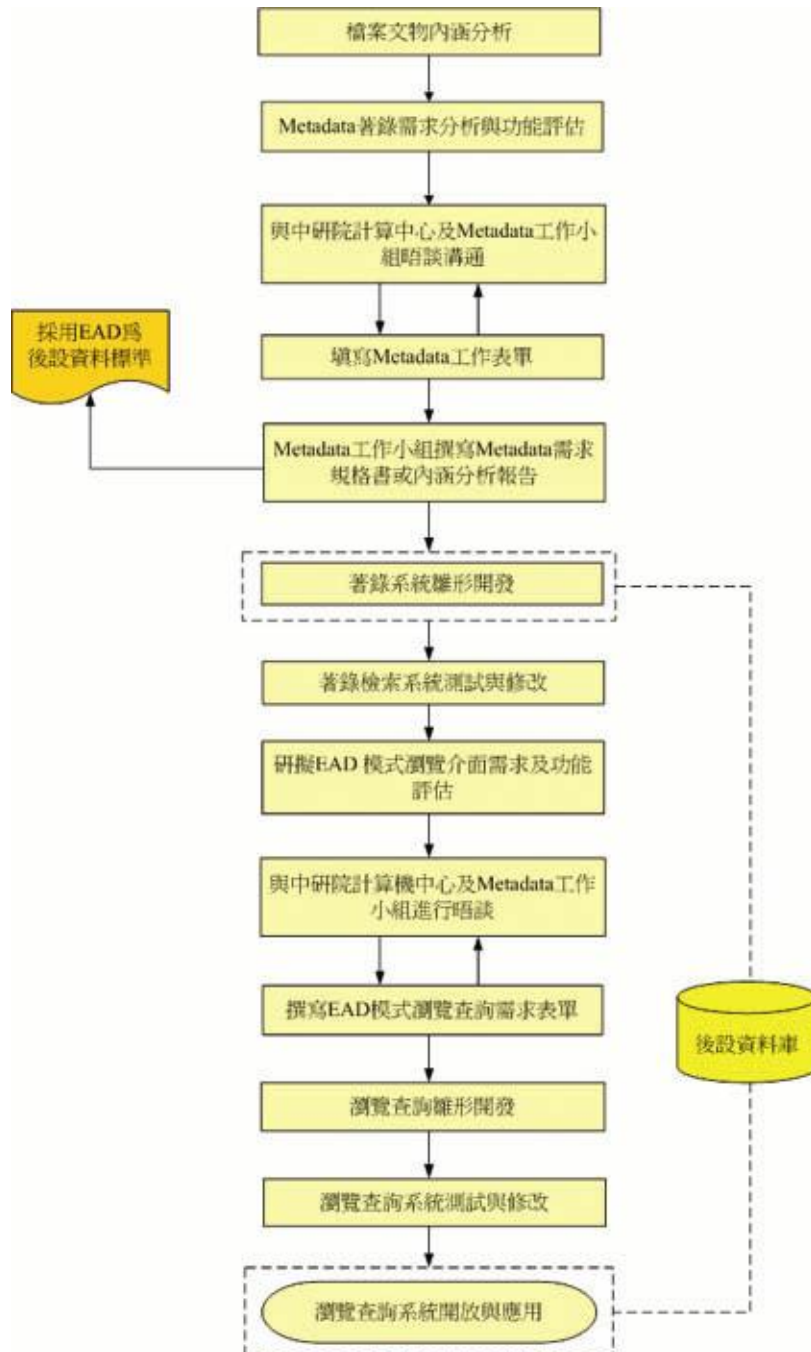 檔案文物內涵分析
Metadata著錄需求分析與功能評估
與中研院計算中心及Metadata工作小
組晤談溝通
採用EAD爲
後設資料標準
填寫Metadata工作表單
Metadata工作小組撰寫Metadata需求
規格書或內涵分析報告
著錄系統雛形開發
著錄檢索系統測試與修改
研擬EAD 模式瀏覽介面需求及功能
評估
與中研院計算機中心及Metadata工作
小組進行晤談
撰寫EAD模式瀏覽查詢需求表單
後設資料庫
瀏覽查詢雛形開發
瀏覽查詢系統測試與修改
瀏覽查詢系統開放與應用